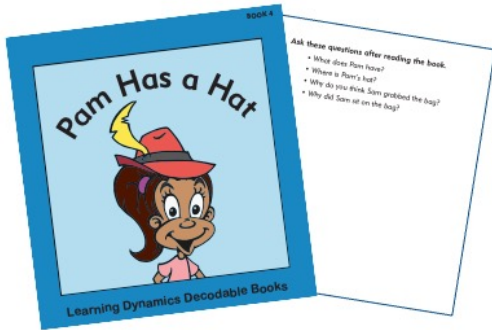 BOOK 4
Pam Has a Hat
Learning Dynamics Decodable Books
Ask these questions after reading the book.
• What does Pam have?
• Where is Pam's hat?
• Why do you think Sam grabbed the bag?
• Why did Sam sit on the bag?